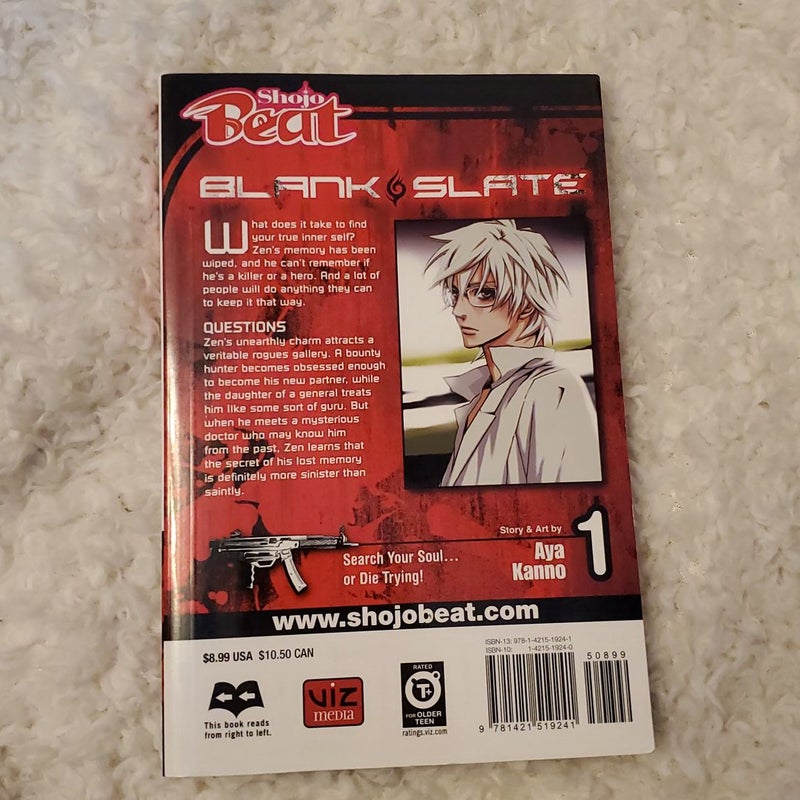 Shojo
Beat
BLANK SLATE
What does it take to find
your true inner self?
Zen's memory has been
wiped, and he can't remember if
he's a killer or a hero. And a lot of
people will do anything they can
to keep it that way.
QUESTIONS
Zen's unearthly charm attracts a
veritable rogues gallery. A bounty
hunter becomes obsessed enough
to become his new partner, while
the daughter of a general treats
him like some sort of guru. But
when he meets a mysterious
doctor who may know him
from the past, Zen learns that
the secret of his lost memory
is definitely more sinister than
saintly.
Search Your Soul...
or Die Trying!
Story & Art by
Aya
Kanno
1
www.shojobeat.com
$8.99 USA $10.50 CAN
This book reads
from right to left.
VIZ
MEDIA
RATED
T+
FOR OLDER
TEEN
ratings.viz.com
ISBN-13: 978-1-4215-1924-1
ISBN-10: 1-4215-1924-0
50899
9 781421 519241